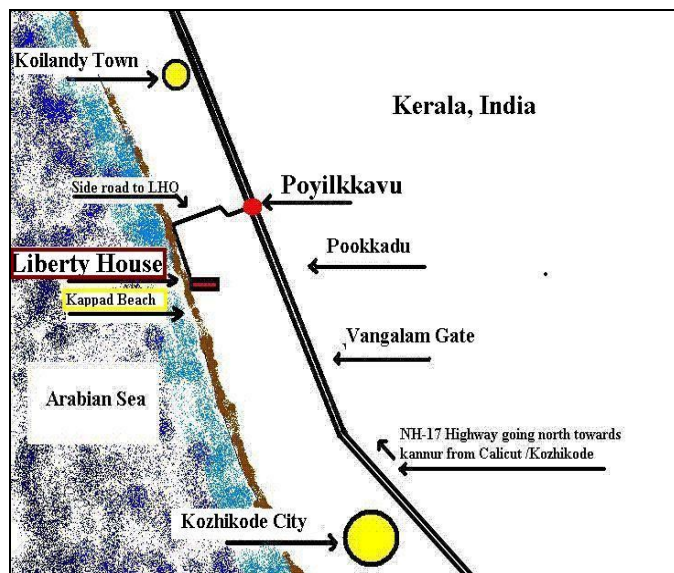 Koilandy Town
Kerala, India
Side road to LHO
Poyilkkavu
Pookkadu
Liberty House
Kappad Beach
Vangalam Gate
Arabian Sea
NH-17 Highway going north towards
kannur from Calicut /Kozhikode
Kozhikode City